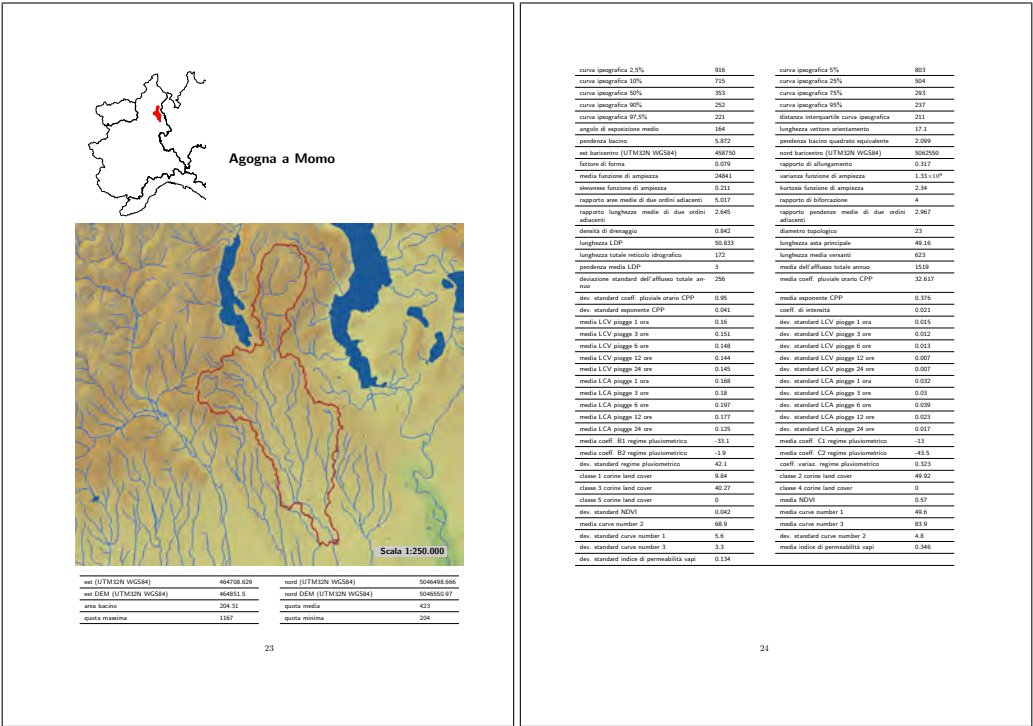 Agogna a Momo
Scala 1:250.000
est (UTM32N WGS84) 464708.629 nord (UTM32N WGS84) 5046498.666
est DEM (UTM32N WGS84) 464851.5 nord DEM (UTM32N WGS84) 5046550.97
area bacino 204.31 quota media 423
quota massima 1167 quota minima 204
23
curva ipsografica 2,5% 916 curva ipsografica 5% 803
curva ipsografica 10% 715 curva ipsografica 25% 504
curva ipsografica 50% 353 curva ipsografica 75% 293
curva ipsografica 90% 252 curva ipsografica 95% 237
curva ipsografica 97,5% 221 distanza interquartile curva ipsografica 211
angolo di esposizione medio 164 lunghezza vettore orientamento 17.1
pendenza bacino 5.872 pendenza bacino quadrato equivalente 2.099
est baricentro (UTM32N WGS84) 458750 nord baricentro (UTM32N WGS84) 5062550
fattore di forma 0.079 rapporto di allungamento 0.317
media funzione di ampiezza 24841 varianza funzione di ampiezza 1.33×10⁸
skewness funzione di ampiezza 0.211 kurtosis funzione di ampiezza 2.34
rapporto aree medie di due ordini adiacenti 5.017 rapporto di biforcazione 4
rapporto lunghezze medie di due ordini 2.645 rapporto pendenze medie di due ordini 2.967
adiacenti adiacenti
densità di drenaggio 0.842 diametro topologico 23
lunghezza LDP 50.833 lunghezza asta principale 49.16
lunghezza totale reticolo idrografico 172 lunghezza media versanti 623
pendenza media LDP 3 media dell'afflusso totale annuo 1519
deviazione standard dell'afflusso totale an- 256 media coeff. pluviale orario CPP 32.617
nuo
dev. standard coeff. pluviale orario CPP 0.95 media esponente CPP 0.376
dev. standard esponente CPP 0.041 coeff. di intensità 0.021
media LCV piogge 1 ora 0.16 dev. standard LCV piogge 1 ora 0.015
media LCV piogge 3 ore 0.151 dev. standard LCV piogge 3 ore 0.012
media LCV piogge 6 ore 0.148 dev. standard LCV piogge 6 ore 0.013
media LCV piogge 12 ore 0.144 dev. standard LCV piogge 12 ore 0.007
media LCV piogge 24 ore 0.145 dev. standard LCV piogge 24 ore 0.007
media LCA piogge 1 ora 0.168 dev. standard LCA piogge 1 ora 0.032
media LCA piogge 3 ore 0.18 dev. standard LCA piogge 3 ore 0.03
media LCA piogge 6 ore 0.197 dev. standard LCA piogge 6 ore 0.039
media LCA piogge 12 ore 0.177 dev. standard LCA piogge 12 ore 0.023
media LCA piogge 24 ore 0.125 dev. standard LCA piogge 24 ore 0.017
media coeff. B1 regime pluviometrico -33.1 media coeff. C1 regime pluviometrico -13
media coeff. B2 regime pluviometrico -1.9 media coeff. C2 regime pluviometrico -43.5
dev. standard regime pluviometrico 42.1 coeff. variaz. regime pluviometrico 0.323
classe 1 corine land cover 9.84 classe 2 corine land cover 49.92
classe 3 corine land cover 40.27 classe 4 corine land cover 0
classe 5 corine land cover 0 media NDVI 0.57
dev. standard NDVI 0.042 media curve number 1 49.6
media curve number 2 68.9 media curve number 3 83.9
dev. standard curve number 1 5.6 dev. standard curve number 2 4.8
dev. standard curve number 3 3.3 media indice di permeabilità vapi 0.346
dev. standard indice di permeabilità vapi 0.134
24